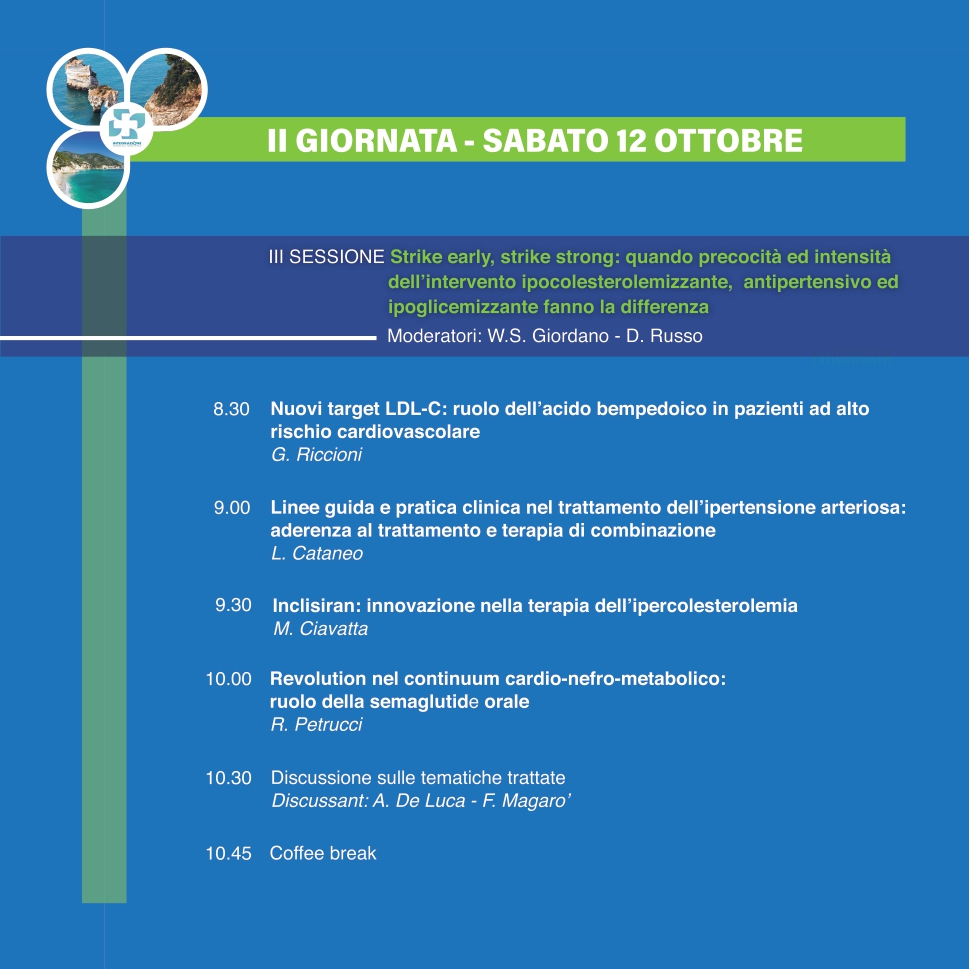 INTEGRAZIONE
II GIORNATA - SABATO 12 OTTOBRE
III SESSIONE Strike early, strike strong: quando precocità ed intensità
dell’intervento ipocolesterolemizzante, antipertensivo ed
ipoglicemizzante fanno la differenza
Moderatori: W.S. Giordano - D. Russo
8.30 Nuovi target LDL-C: ruolo dell’acido bempedoico in pazienti ad alto
rischio cardiovascolare
G. Riccioni
9.00 Linee guida e pratica clinica nel trattamento dell’ipertensione arteriosa:
aderenza al trattamento e terapia di combinazione
L. Cataneo
9.30 Inclisiran: innovazione nella terapia dell’ipercolesterolemia
M. Ciavatta
10.00 Revolution nel continuum cardio-nefro-metabolico:
ruolo della semaglutide orale
R. Petrucci
10.30 Discussione sulle tematiche trattate
Discussant: A. De Luca - F. Magaro’
10.45 Coffee break